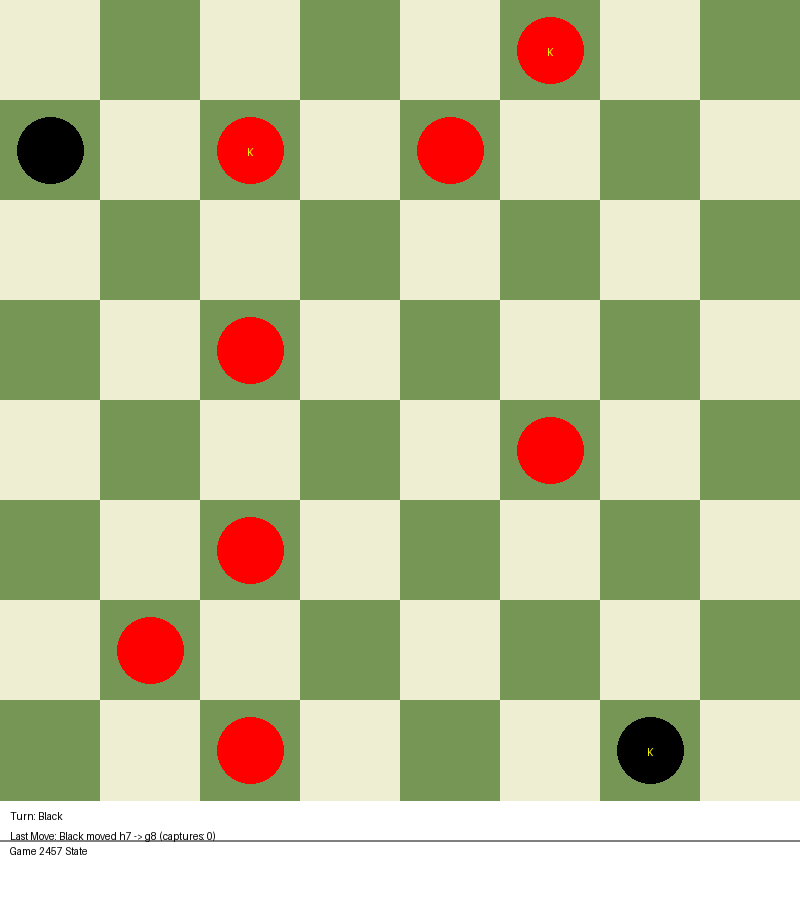 K
K
K
Turn: Black
Last Move: Black moved h7 -> g8 (captures: 0)
Game 2457 State